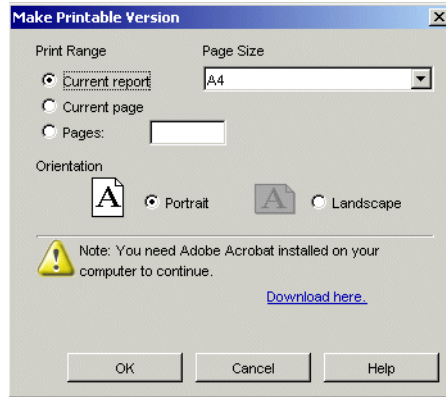 Make Printable Version
Print Range
Page Size
Current report
A4
Current page
Pages:
Orientation
A
Portrait
A
Landscape
Note: You need Adobe Acrobat installed on your
computer to continue.
Download here.
OK
Cancel
Help